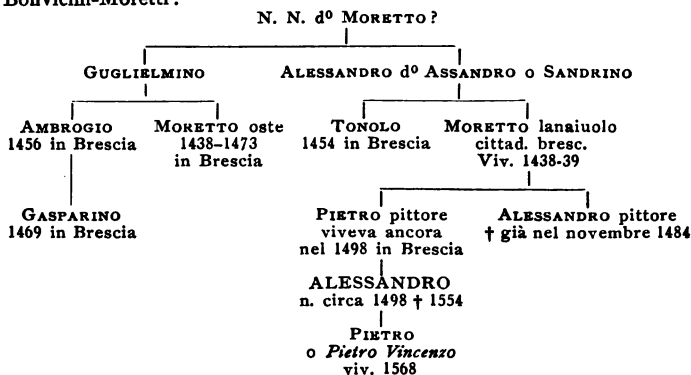 Bonvicini-Moretti:
N. N. dº MORETTO?
GUGLIELMINO
ALESSANDRO dº ASSANDRO O SANDRINO
AMBROGIO
1456 in Brescia
MORETTO oste
1438-1473
in Brescia
TONOLO
1454 in Brescia
MORETTO lanaiuolo
cittad. bresc.
Viv. 1438-39
GASPARINO
1469 in Brescia
PIETRO pittore
viveva ancora
nel 1498 in Brescia
ALESSANDRO pittore
† già nel novembre 1484
ALESSANDRO
n. circa 1498 † 1554
PIETRO
o Pietro Vincenzo
viv. 1568